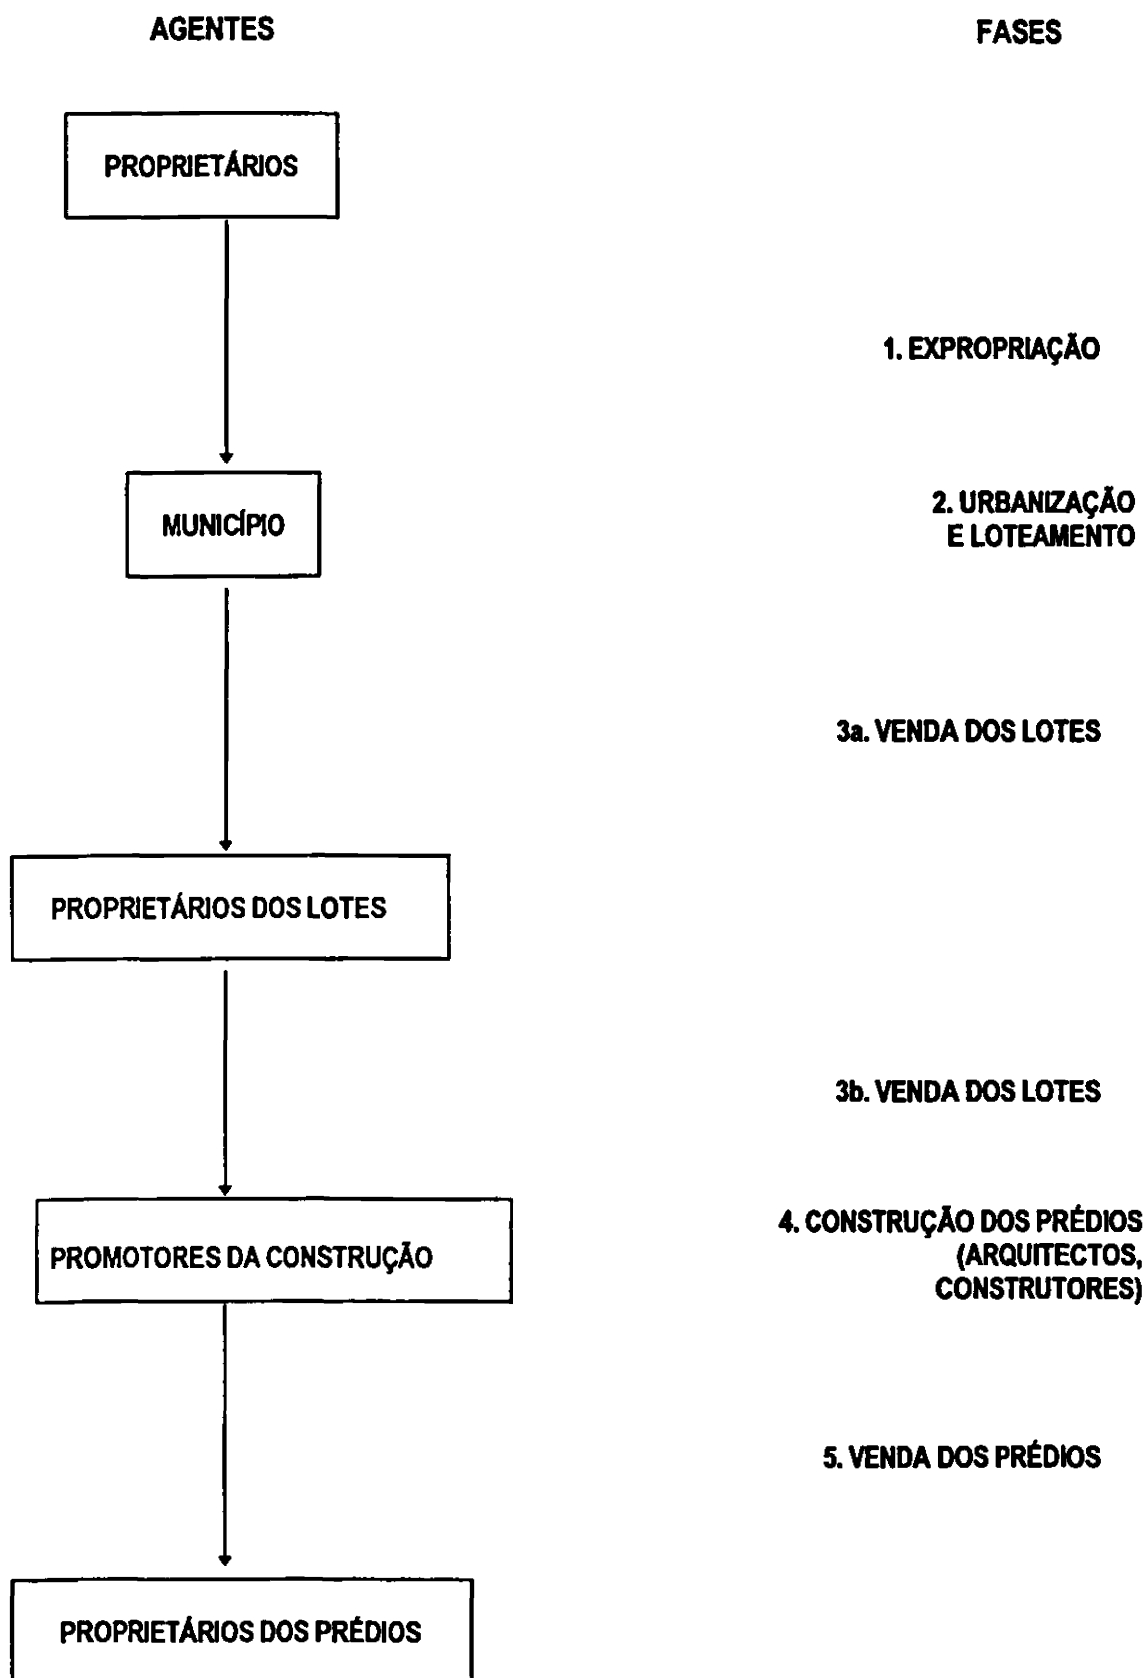 AGENTES
FASES
PROPRIETÁRIOS
1. EXPROPRIAÇÃO
MUNICÍPIO
2. URBANIZAÇÃO
E LOTEAMENTO
3a. VENDA DOS LOTES
PROPRIETÁRIOS DOS LOTES
3b. VENDA DOS LOTES
PROMOTORES DA CONSTRUÇÃO
4. CONSTRUÇÃO DOS PRÉDIOS
(ARQUITECTOS,
CONSTRUTORES)
5. VENDA DOS PRÉDIOS
PROPRIETÁRIOS DOS PRÉDIOS